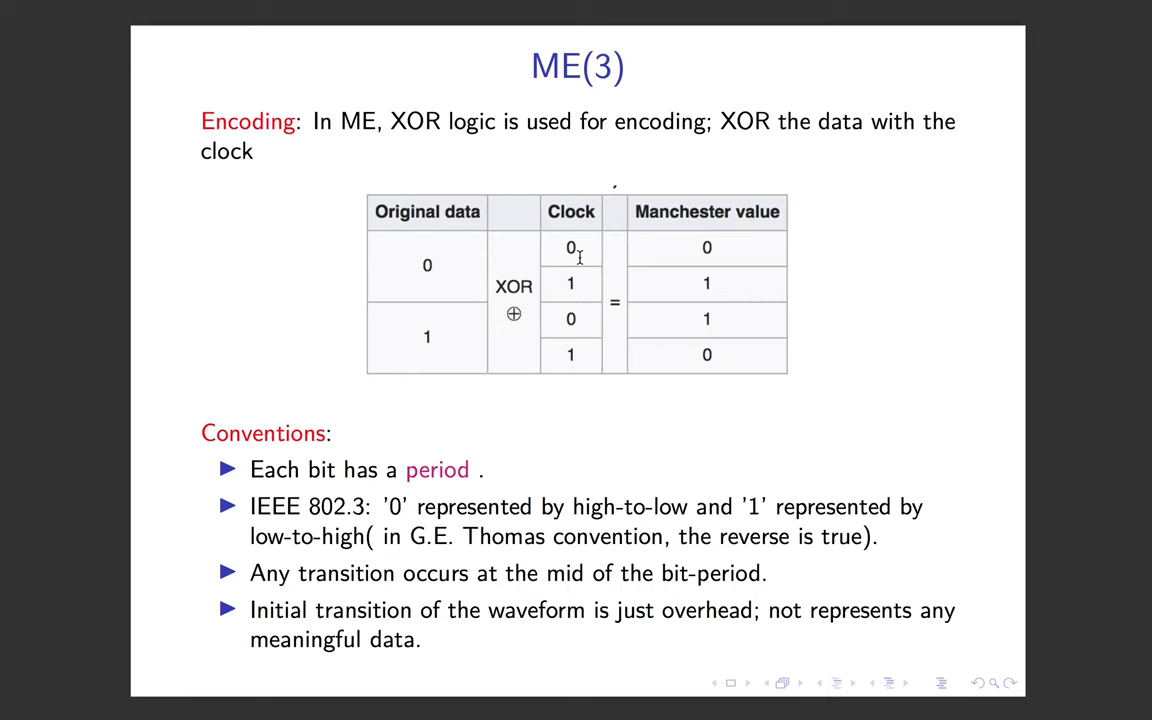 ME(3)
Encoding: In ME, XOR logic is used for encoding; XOR the data with the
clock
Original data Clock Manchester value
0 XOR ⊕ 0 = 0
1 1
1 0 1
1 0
Conventions:
Each bit has a period .
IEEE 802.3: '0' represented by high-to-low and '1' represented by
low-to-high( in G.E. Thomas convention, the reverse is true).
Any transition occurs at the mid of the bit-period.
Initial transition of the waveform is just overhead; not represents any
meaningful data.